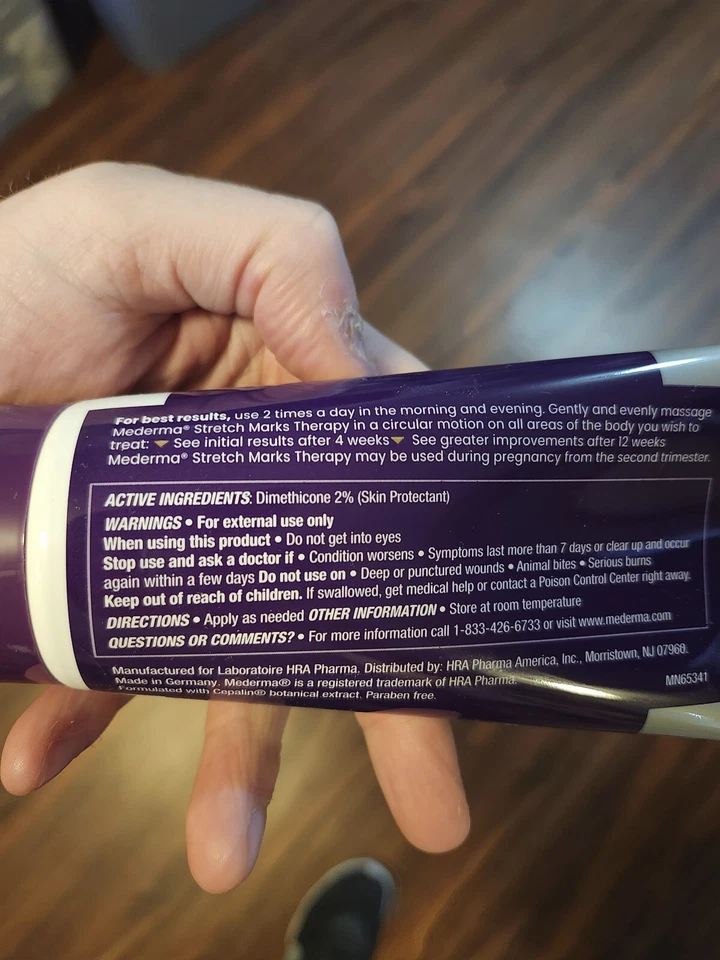 For best results, use 2 times a day in the morning and evening. Gently and evenly massage
Mederma® Stretch Marks Therapy in a circular motion on all areas of the body you wish to
treat: ▼ See initial results after 4 weeks ▼ See greater improvements after 12 weeks
Mederma® Stretch Marks Therapy may be used during pregnancy from the second trimester.
ACTIVE INGREDIENTS: Dimethicone 2% (Skin Protectant)
WARNINGS • For external use only
When using this product • Do not get into eyes
Stop use and ask a doctor if • Condition worsens • Symptoms last more than 7 days or clear up and occur
again within a few days Do not use on • Deep or punctured wounds • Animal bites • Serious burns
Keep out of reach of children. If swallowed, get medical help or contact a Poison Control Center right away.
DIRECTIONS • Apply as needed OTHER INFORMATION • Store at room temperature
QUESTIONS OR COMMENTS? • For more information call 1-833-426-6733 or visit www.mederma.com
Manufactured for Laboratoire HRA Pharma. Distributed by: HRA Pharma America, Inc., Morristown, NJ 07960.
Made in Germany. Mederma® is a registered trademark of HRA Pharma.
MN65341
Formulated with Cepalin® botanical extract. Paraben free.